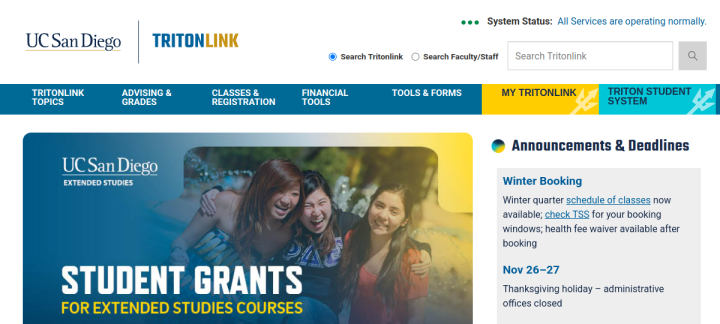 UC San Diego
TRITONLINK
System Status: All Services are operating normally.
Search Tritonlink
Search Faculty/Staff
Search Tritonlink
TRITONLINK TOPICS
ADVISING & GRADES
CLASSES & REGISTRATION
FINANCIAL TOOLS
TOOLS & FORMS
MY TRITONLINK
TRITON STUDENT SYSTEM
UC San Diego
EXTENDED STUDIES
STUDENT GRANTS
FOR EXTENDED STUDIES COURSES
Announcements & Deadlines
Winter Booking
Winter quarter schedule of classes now
available; check TSS for your booking
windows; health fee waiver available after
booking
Nov 26–27
Thanksgiving holiday – administrative
offices closed